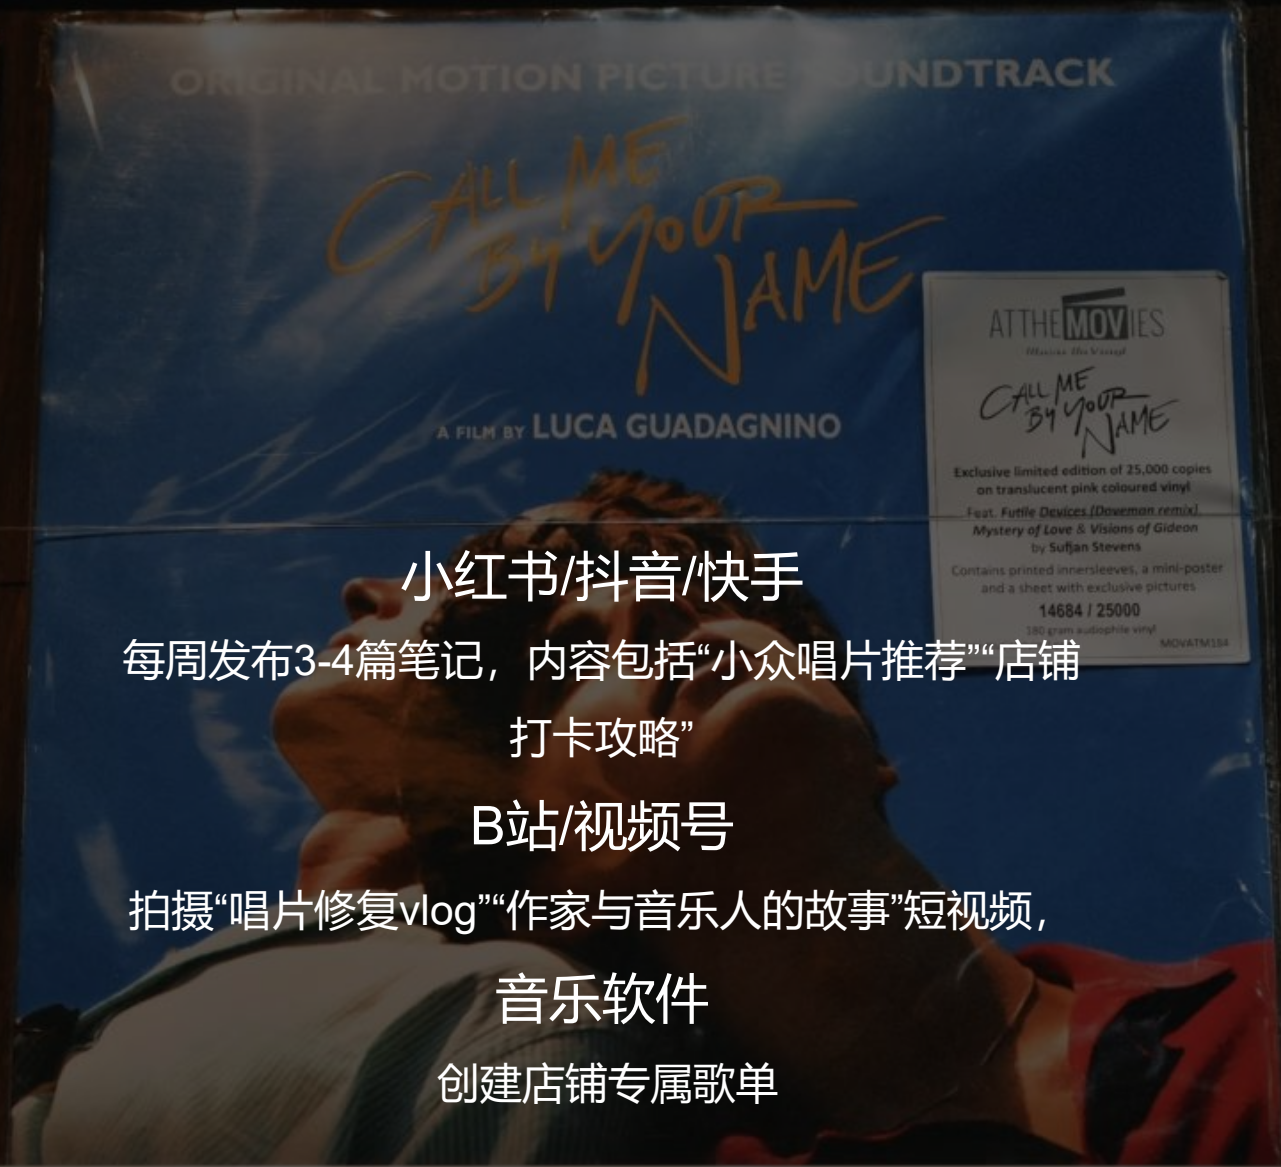 ORIGINAL MOTION PICTURE SOUNDTRACK
CALL ME
BY YOUR
NAME
A FILM BY LUCA GUADAGNINO
ATTHEMOVIES
Music On Vinyl
CALL ME
BY YOUR
NAME
Exclusive limited edition of 25,000 copies
on translucent pink coloured vinyl
Feat. Futile Devices (Doveman remix),
Mystery of Love & Visions of Gideon
by Sufjan Stevens
Contains printed innersleeves, a mini-poster
and a sheet with exclusive pictures
14684 / 25000
180 gram audiophile vinyl
MOVATM184
小红书/抖音/快手
每周发布3-4篇笔记，内容包括“小众唱片推荐”“店铺
打卡攻略”
B站/视频号
拍摄“唱片修复vlog”“作家与音乐人的故事”短视频，
音乐软件
创建店铺专属歌单